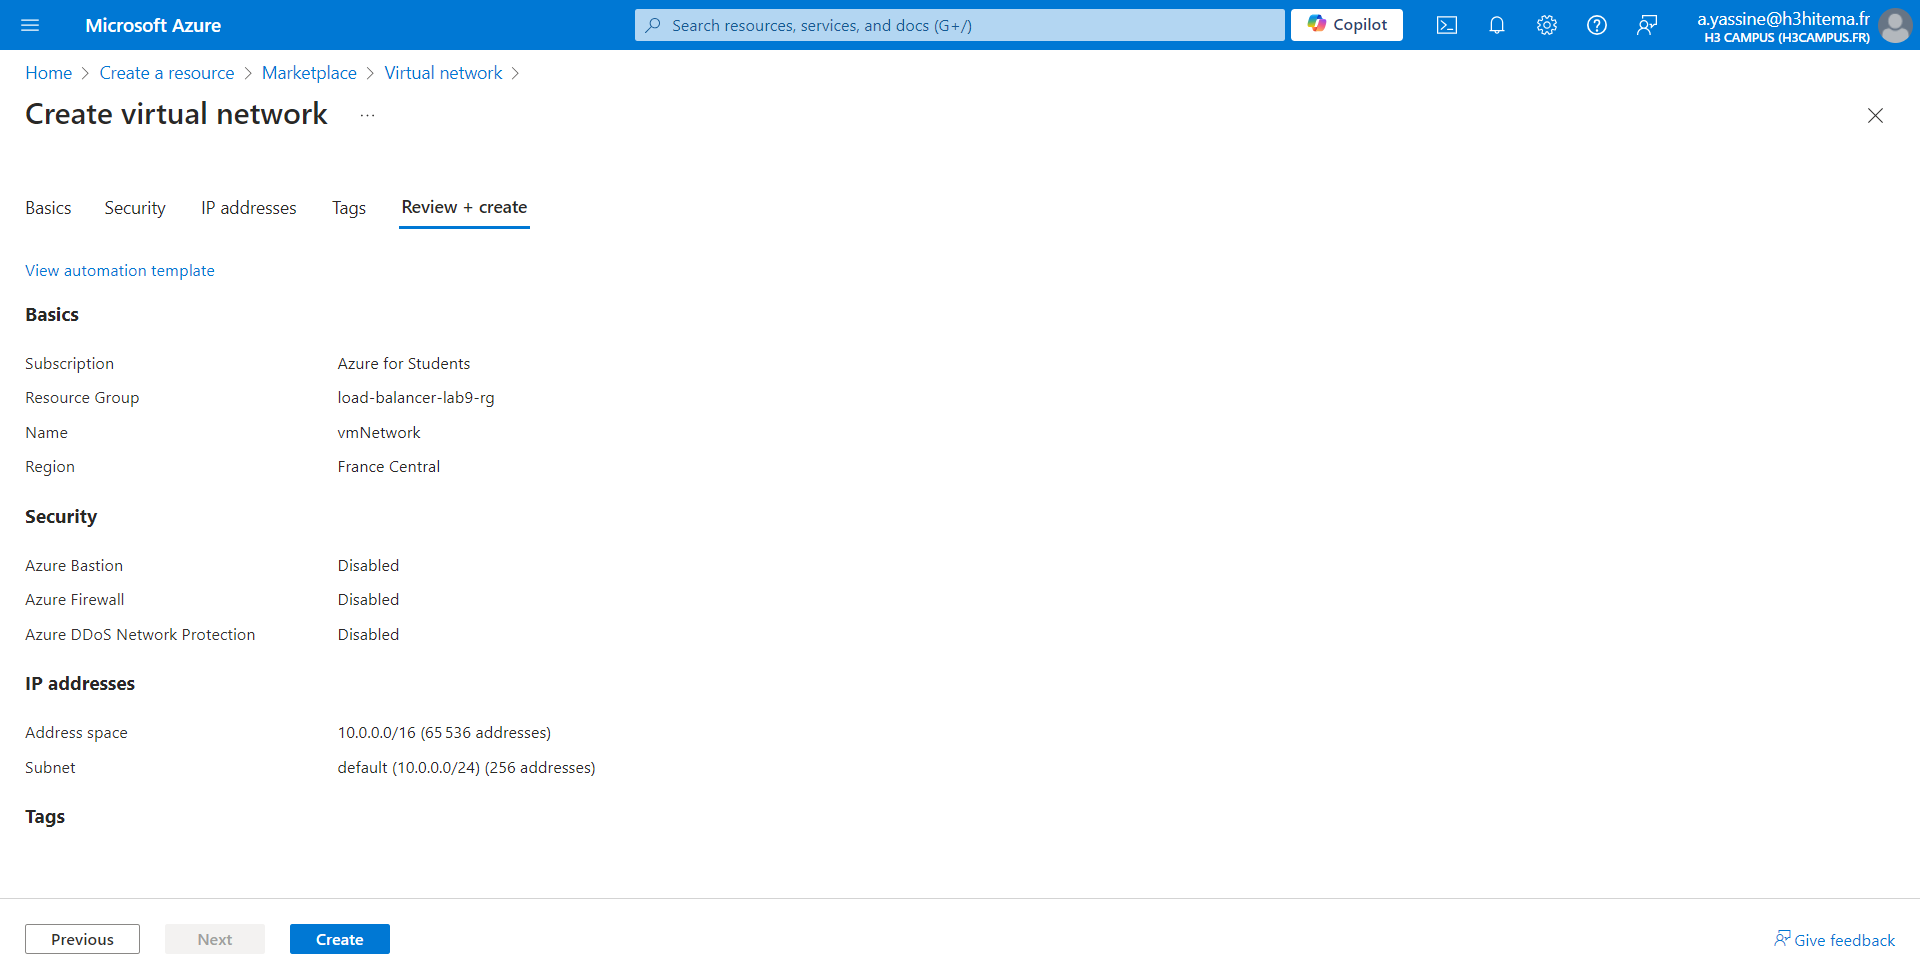 Microsoft Azure
Search resources, services, and docs (G+/)
Copilot
a.yassine@h3hitema.fr
H3 CAMPUS (H3CAMPUS.FR)
Home > Create a resource > Marketplace > Virtual network >
Create virtual network ...
Basics Security IP addresses Tags Review + create
View automation template
Basics
Subscription Azure for Students
Resource Group load-balancer-lab9-rg
Name vmNetwork
Region France Central
Security
Azure Bastion Disabled
Azure Firewall Disabled
Azure DDoS Network Protection Disabled
IP addresses
Address space 10.0.0.0/16 (65 536 addresses)
Subnet default (10.0.0.0/24) (256 addresses)
Tags
Previous Next Create Give feedback